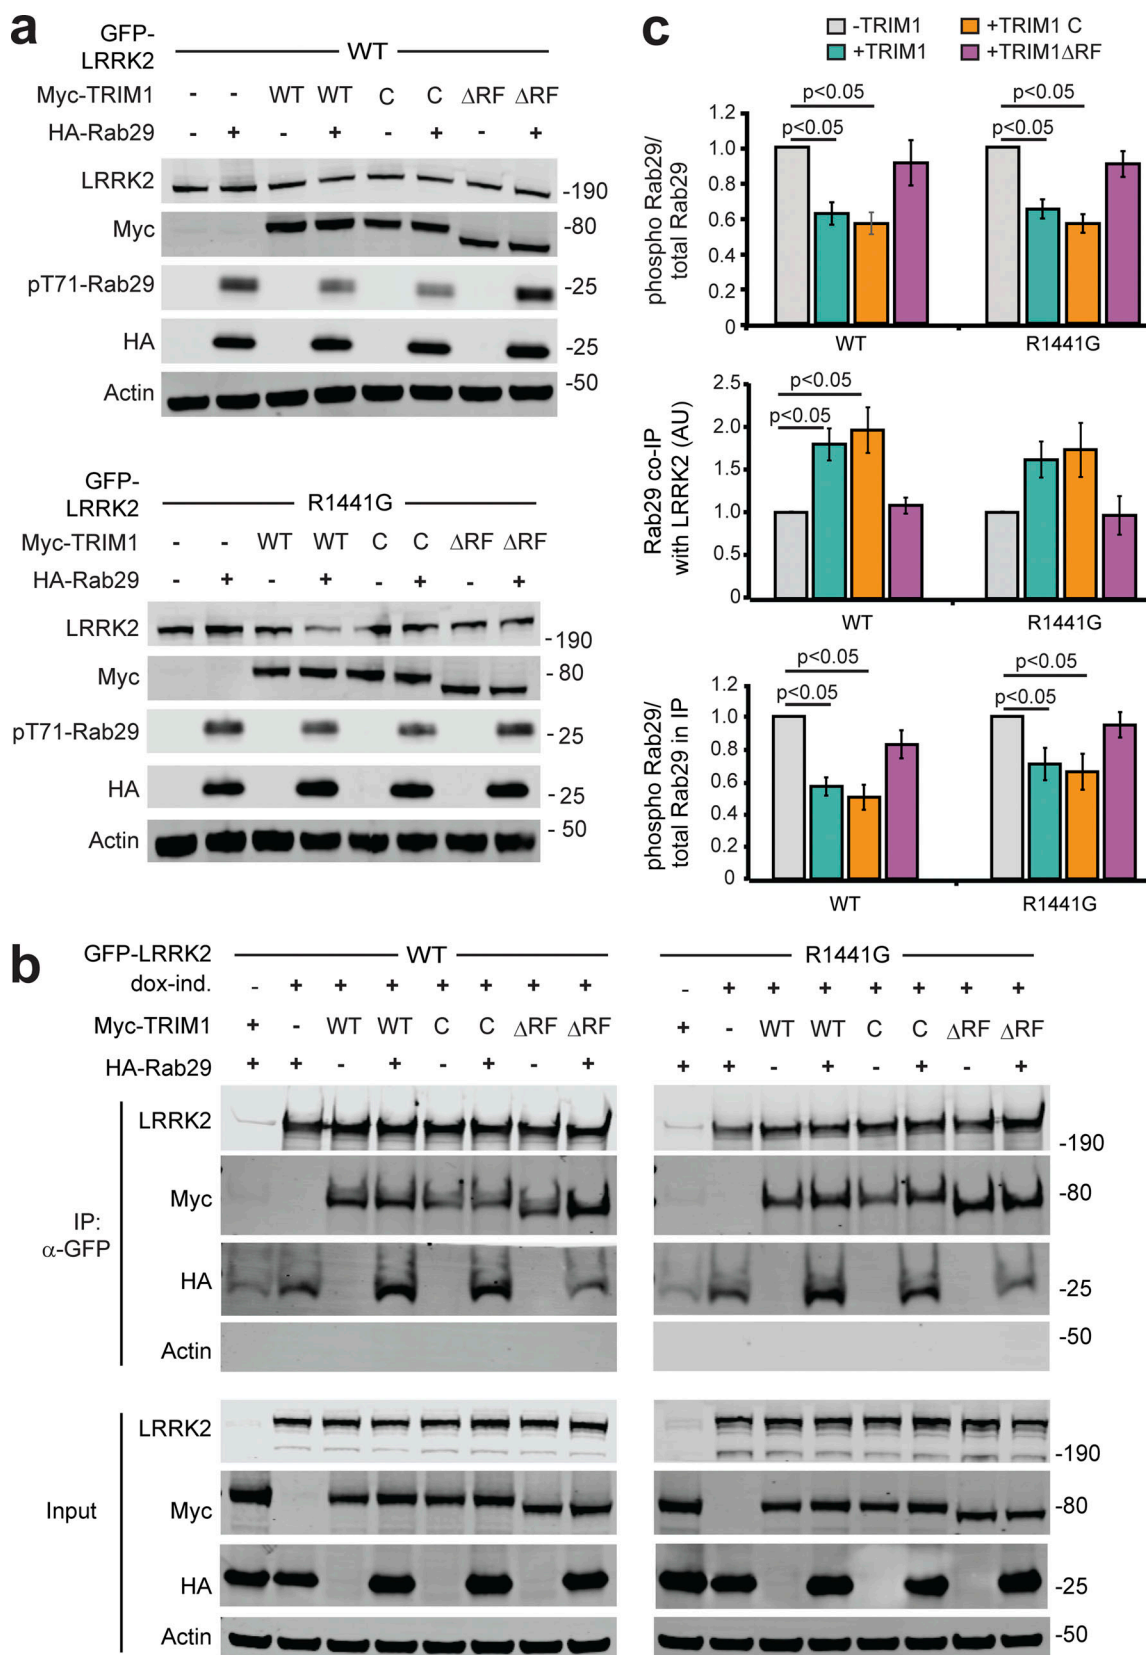 a
GFP-
LRRK2
WT
Myc-TRIM1 - - WT WT C C ΔRF ΔRF
HA-Rab29 - + - + - + - +
LRRK2 -190
Myc -80
pT71-Rab29 -25
HA -25
Actin -50
GFP-
LRRK2
R1441G
Myc-TRIM1 - - WT WT C C ΔRF ΔRF
HA-Rab29 - + - + - + - +
LRRK2 -190
Myc -80
pT71-Rab29 -25
HA -25
Actin -50
c
-TRIM1 +TRIM1 C
+TRIM1 +TRIM1ΔRF
phospho Rab29/
total Rab29
1.2
1.0
0.8
0.6
0.4
0.2
0
p<0.05
p<0.05
p<0.05
p<0.05
WT R1441G
Rab29 co-IP
with LRRK2 (AU)
2.5
2.0
1.5
1.0
0.5
0
p<0.05
p<0.05
WT R1441G
phospho Rab29/
total Rab29 in IP
1.2
1.0
0.8
0.6
0.4
0.2
0
p<0.05
p<0.05
p<0.05
p<0.05
WT R1441G
b
GFP-LRRK2 WT R1441G
dox-ind. - + + + + + + + - + + + + + + +
Myc-TRIM1 + - WT WT C C ΔRF ΔRF + - WT WT C C ΔRF ΔRF
HA-Rab29 + + - + - + - + + + - + - + - +
IP:
α-GFP
LRRK2 -190
Myc -80
HA -25
Actin -50
Input
LRRK2 -190
Myc -80
HA -25
Actin -50